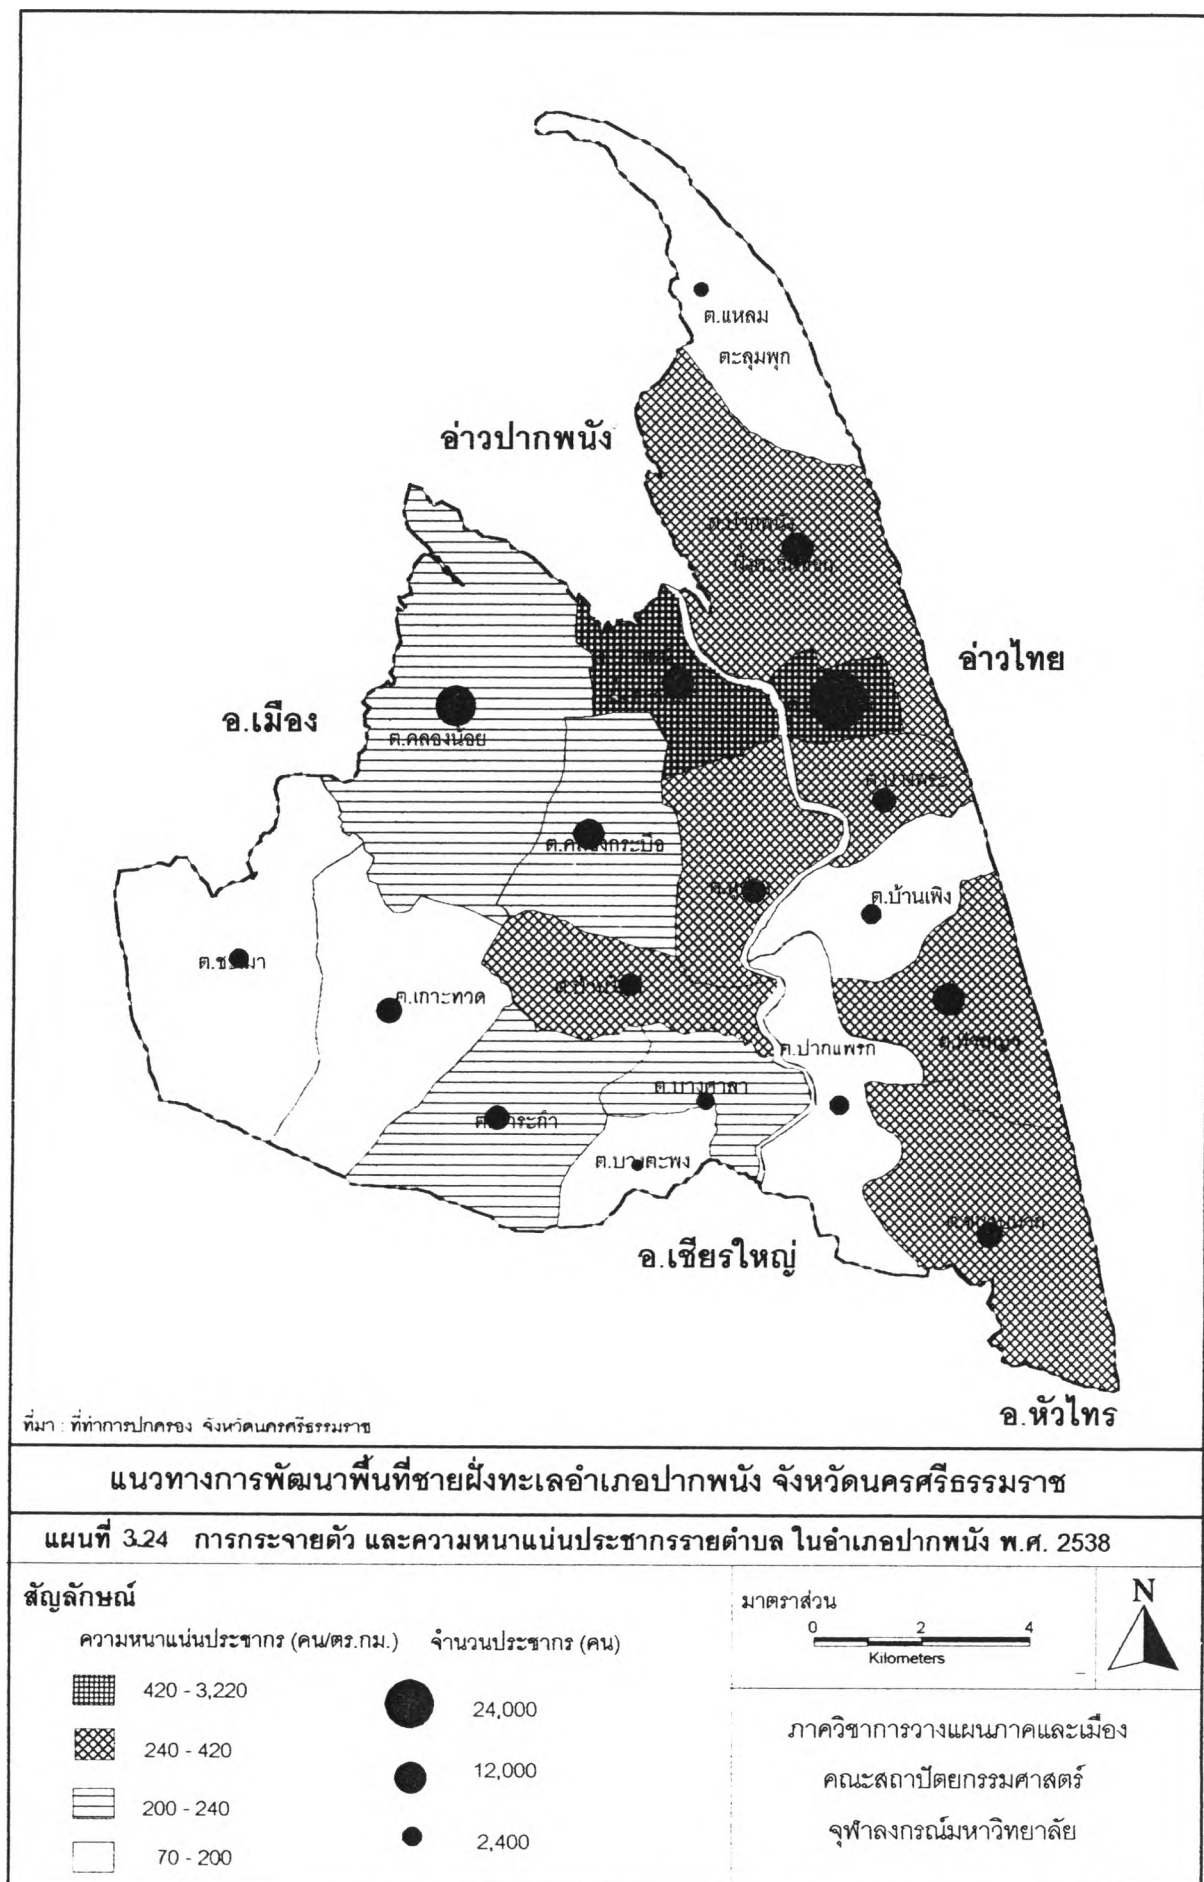 ต.แหลม
ตะลุมพุก
อ่าวปากพนัง
อ่าวไทย
อ.เมือง
ต.คลองน้อย
ต.คลองกระบือ
ต.บ้านเพิง
ต.เกาะทวด
ต.ปากแพรก
ต.บางศาลา
ต.บางตะพง
อ.เชียรใหญ่
อ.หัวไทร
ที่มา : ที่ทำการปกครอง จังหวัดนครศรีธรรมราช
แนวทางการพัฒนาพื้นที่ชายฝั่งทะเลอำเภอปากพนัง จังหวัดนครศรีธรรมราช
แผนที่ 3.24 การกระจายตัว และความหนาแน่นประชากรรายตำบล ในอำเภอปากพนัง พ.ศ. 2538
สัญลักษณ์
ความหนาแน่นประชากร (คน/ตร.กม.) จำนวนประชากร (คน)
420 - 3,220
24,000
240 - 420
12,000
200 - 240
2,400
70 - 200
มาตราส่วน
0 2 4
Kilometers
N
ภาควิชาการวางแผนภาคและเมือง
คณะสถาปัตยกรรมศาสตร์
จุฬาลงกรณ์มหาวิทยาลัย